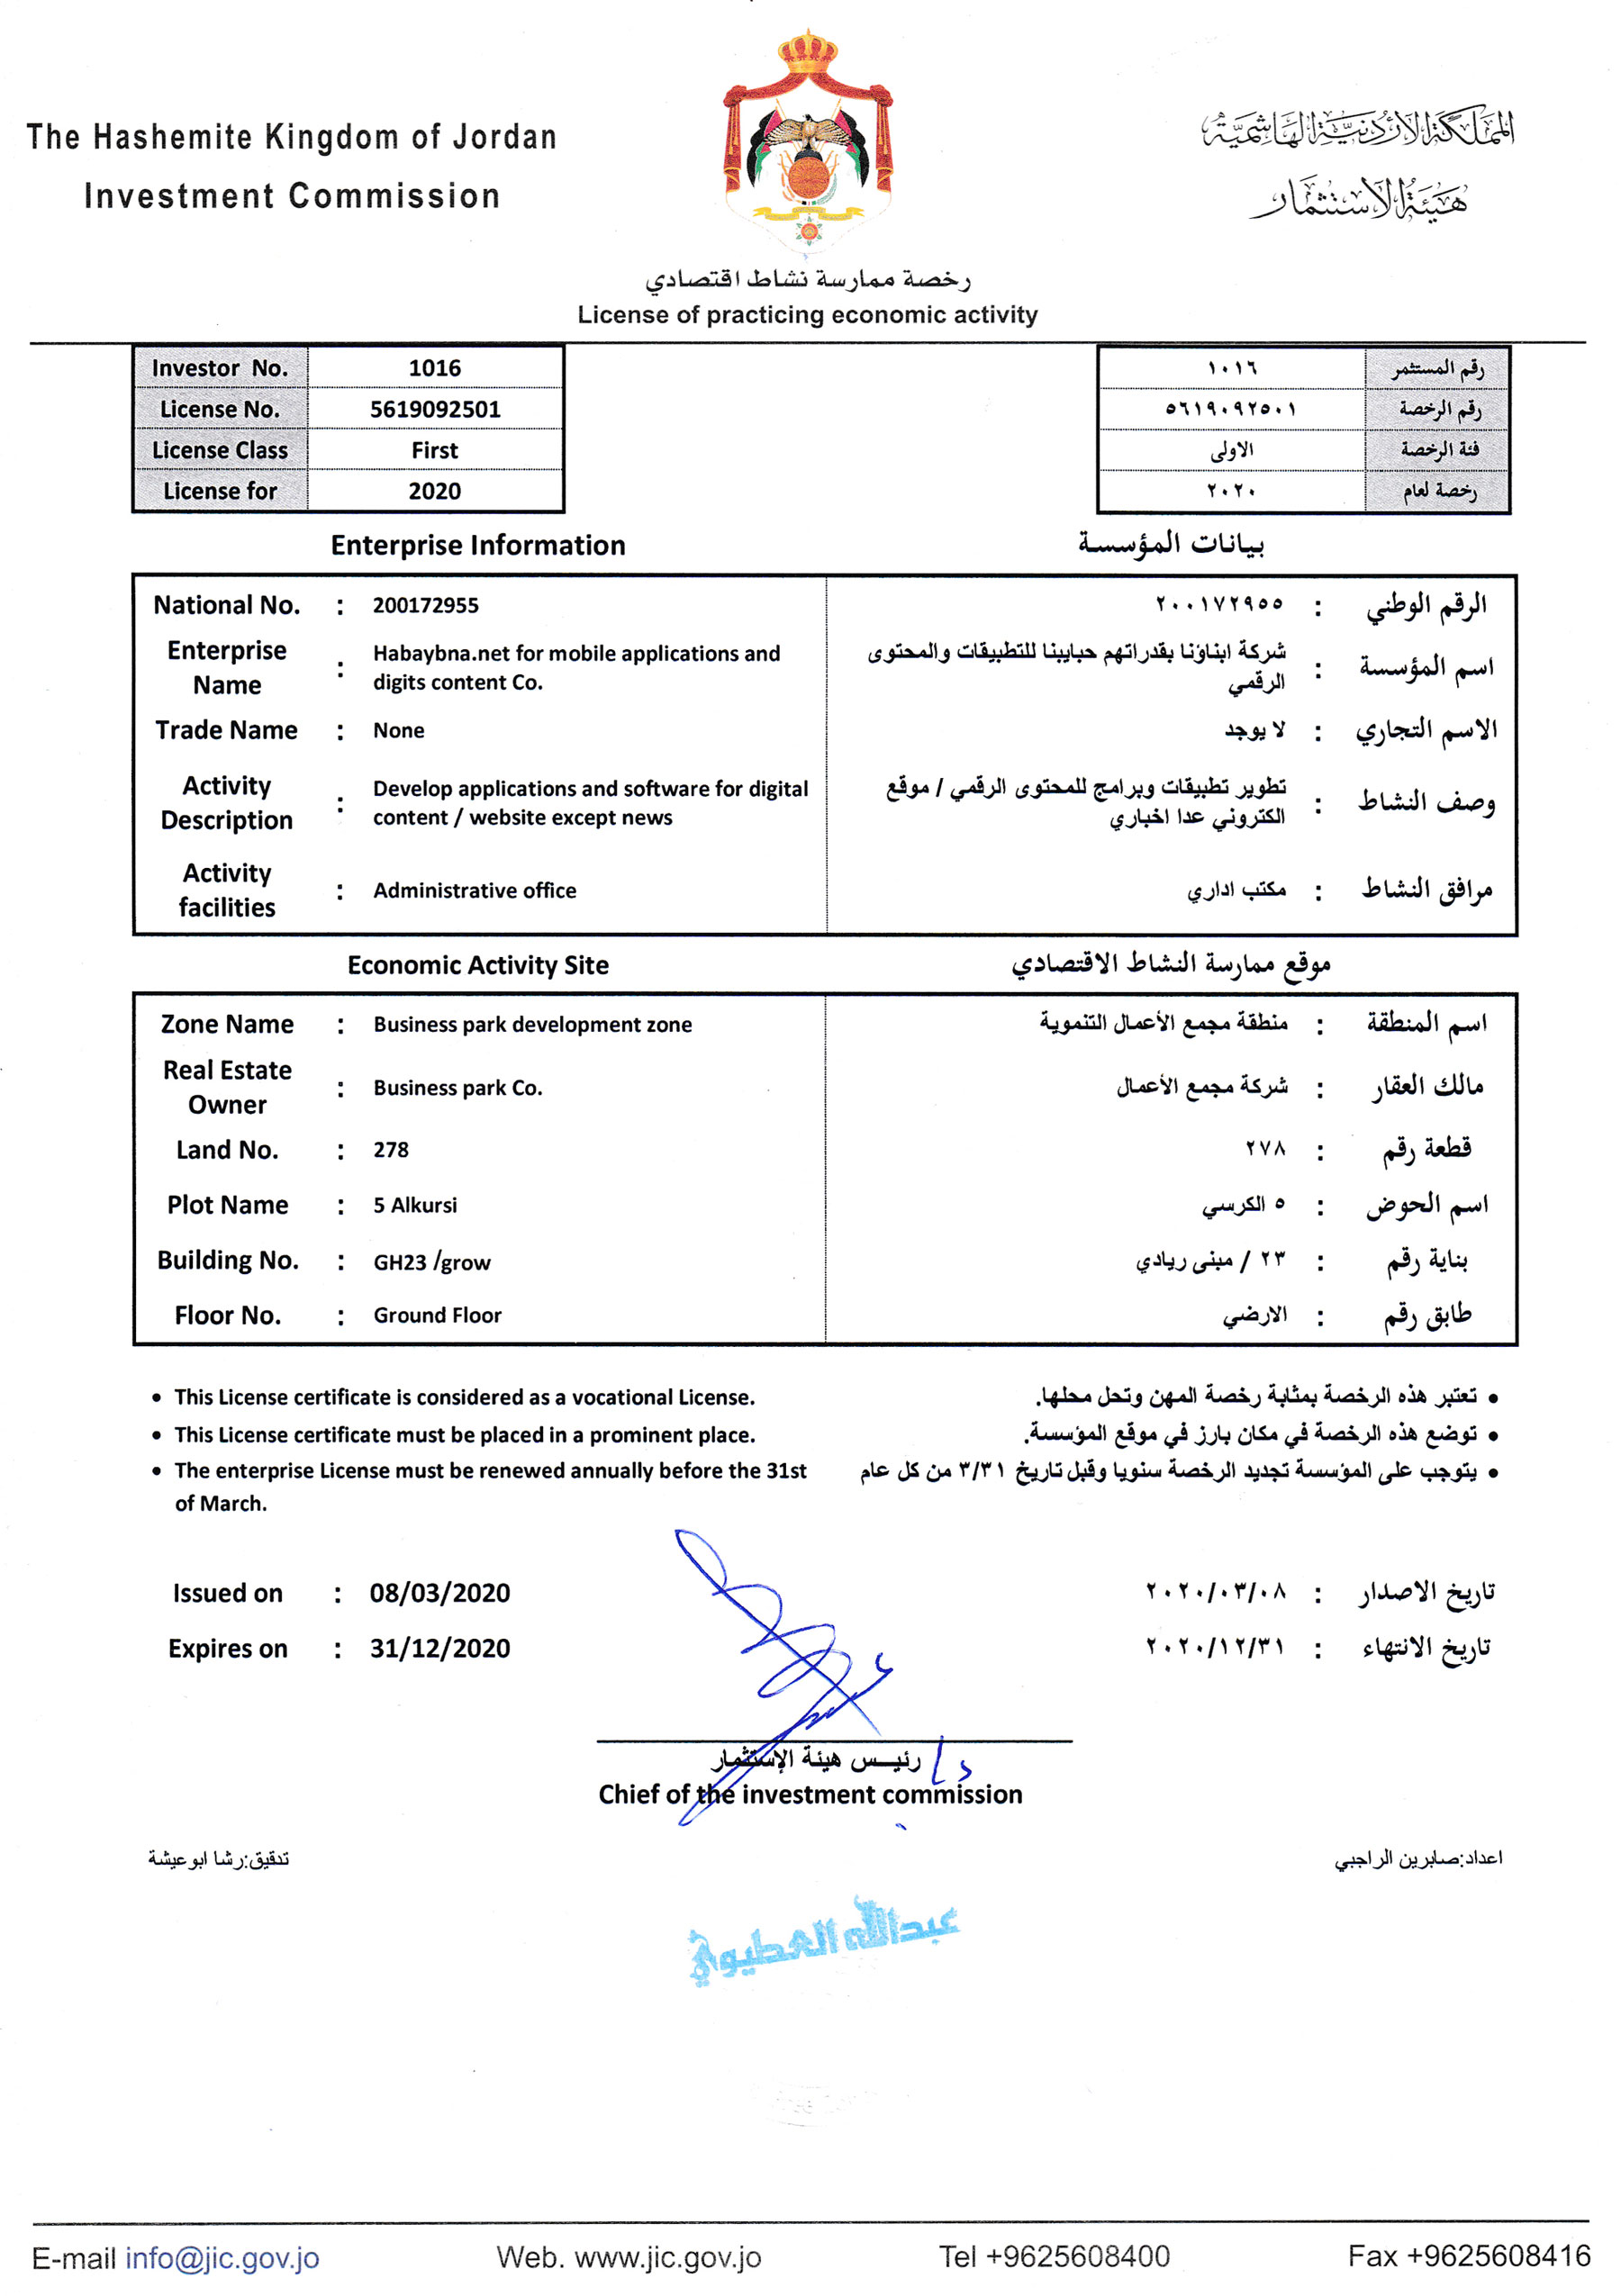 The Hashemite Kingdom of Jordan
Investment Commission
المملكة الأردنية الهاشمية
هيئة الاستثمار
رخصة ممارسة نشاط اقتصادي
License of practicing economic activity
Investor No. 1016
License No. 5619092501
License Class First
License for 2020
رقم المستثمر ١٠١٦
رقم الرخصة ٥٦١٩٠٩٢٥٠١
فئة الرخصة الاولى
رخصة لعام ٢٠٢٠
Enterprise Information
بيانات المؤسسة
National No. : 200172955
الرقم الوطني : ٢٠٠١٧٢٩٥٥
Enterprise Name : Habaybna.net for mobile applications and
digits content Co.
اسم المؤسسة : شركة ابناؤنا بقدراتهم حبايبنا للتطبيقات والمحتوى
الرقمي
Trade Name : None
الاسم التجاري : لا يوجد
Activity Description : Develop applications and software for digital
content / website except news
وصف النشاط : تطوير تطبيقات وبرامج للمحتوى الرقمي / موقع
الكتروني عدا اخباري
Activity facilities : Administrative office
مرافق النشاط : مكتب اداري
Economic Activity Site
موقع ممارسة النشاط الاقتصادي
Zone Name : Business park development zone
اسم المنطقة : منطقة مجمع الأعمال التنموية
Real Estate Owner : Business park Co.
مالك العقار : شركة مجمع الأعمال
Land No. : 278
قطعة رقم : ٢٧٨
Plot Name : 5 Alkursi
اسم الحوض : ٥ الكرسي
Building No. : GH23 /grow
بناية رقم : ٢٣ / مبنى ريادي
Floor No. : Ground Floor
طابق رقم : الارضي
• This License certificate is considered as a vocational License.
• This License certificate must be placed in a prominent place.
• The enterprise License must be renewed annually before the 31st
of March.
• تعتبر هذه الرخصة بمثابة رخصة المهن وتحل محلها.
• توضع هذه الرخصة في مكان بارز في موقع المؤسسة.
• يتوجب على المؤسسة تجديد الرخصة سنويا وقبل تاريخ ٣/٣١ من كل عام
Issued on : 08/03/2020
تاريخ الاصدار : ٢٠٢٠/٠٣/٠٨
Expires on : 31/12/2020
تاريخ الانتهاء : ٢٠٢٠/١٢/٣١
رئيس هيئة الإستثمار
Chief of the investment commission
اعداد:صابرين الراجبي
تدقيق:رشا ابوعيشة
عبدالله العطيوي
E-mail info@jic.gov.jo
Web. www.jic.gov.jo
Tel +9625608400
Fax +9625608416